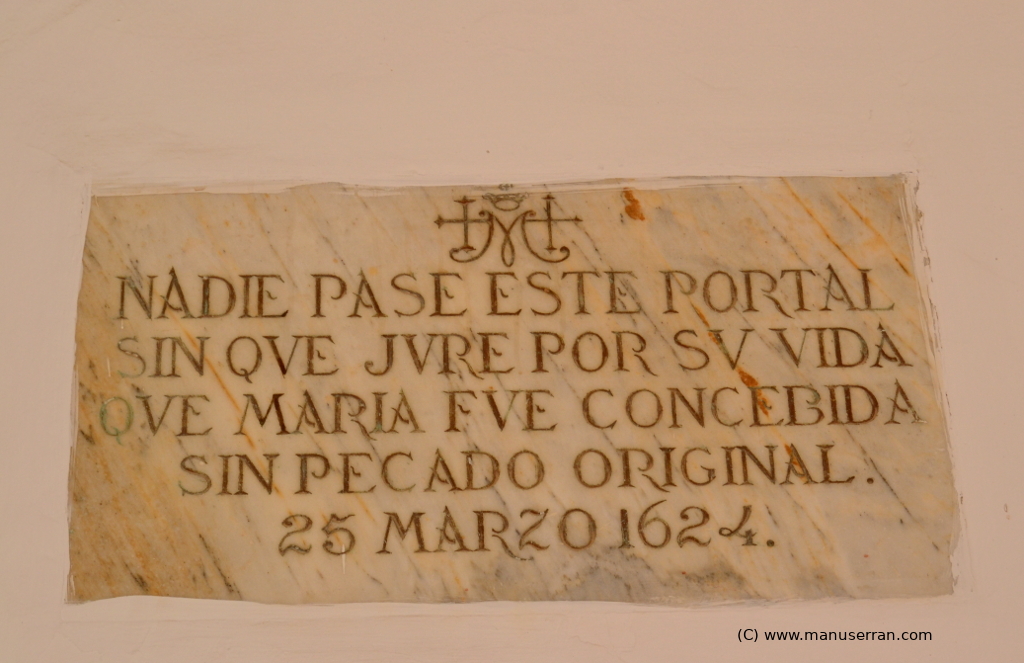 NADIE PASE ESTE PORTAL
SIN QVE JVRE POR SV VIDA
QVE MARIA FVE CONCEBIDA
SIN PECADO ORIGINAL.
25 MARZO 1624.
(C) www.manuserran.com